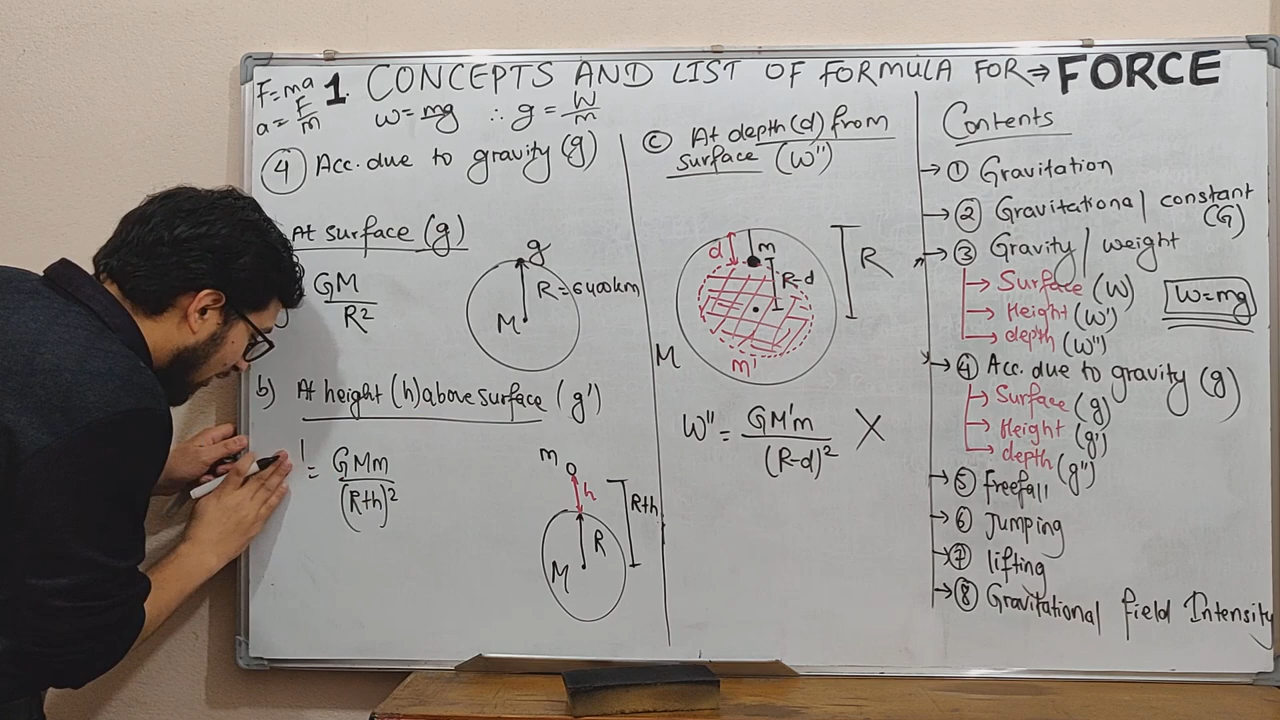 F=ma
a=F/m
1. CONCEPTS AND LIST OF FORMULA FOR⇒ FORCE
w=mg ∴ g = W/m
④ Acc. due to gravity (g)
At surface (g)
GM
R²
g
R=6400km
M
b) At height (h) above surface (g')
' = GMm
(R+h)²
m
h
R+h
R
M
© At depth (d) from
surface (W'')
d
m
R-d
R
M
M'
W'' = GM'm X
(R-d)²
Contents
→ ① Gravitation
→ ② Gravitational constant
(G)
→ ③ Gravity/ weight
→ Surface (W)
→ Height (W')
→ depth (W'')
W=mg
→ ④ Acc. due to gravity (g)
→ Surface (g)
→ Height (g')
→ depth (g'')
→ ⑤ freefall
→ ⑥ Jumping
→ ⑦ lifting
→ ⑧ Gravitational field Intensity